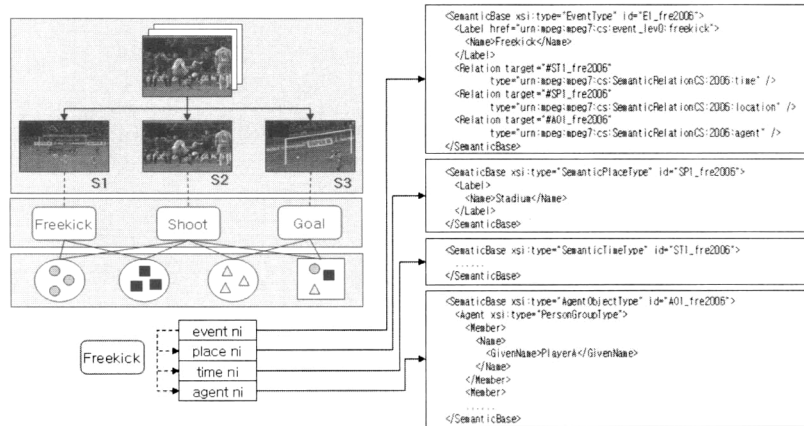 S1
S2
S3
Freekick
Shoot
Goal
Freekick
event ni
place ni
time ni
agent ni
<SemanticBase xsi:type="EventType" id="E1_fre2006">
<Label href="urn:mpeg:mpeg7:cs:event_lev0:freekick">
<Name>Freekick</Name>
</Label>
<Relation target="#ST1_fre2006"
type="urn:mpeg:mpeg7:cs:SemanticRelationCS:2006:time" />
<Relation target="#SP1_fre2006"
type="urn:mpeg:mpeg7:cs:SemanticRelationCS:2006:location" />
<Relation target="#AO1_fre2006"
type="urn:mpeg:mpeg7:cs:SemanticRelationCS:2006:agent" />
</SemanticBase>
<SematicBase xsi:type="SemanticPlaceType" id="SP1_fre2006">
<Label>
<Name>Stadium</Name>
</Label>
</SemanticBase>
<SematicBase xsi:type="SemanticTimeType" id="ST1_fre2006">
......
</SemanticBase>
<SematicBase xsi:type="AgentObjectType" id="AO1_fre2006">
<Agent xsi:type="PersonGroupType">
<Member>
<Name>
<GivenName>PlayerA</GivenName>
</Name>
</Member>
<Member>
......
</SemanticBase>